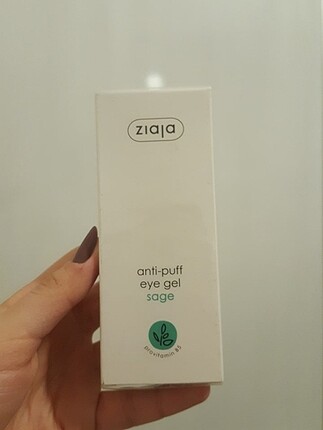 ziaja
anti-puff
eye gel
sage
provitamin B5